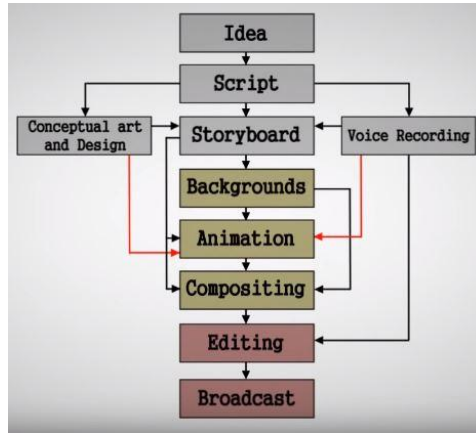 Idea
Script
Conceptual art
and Design
Storyboard
Voice Recording
Backgrounds
Animation
Compositing
Editing
Broadcast